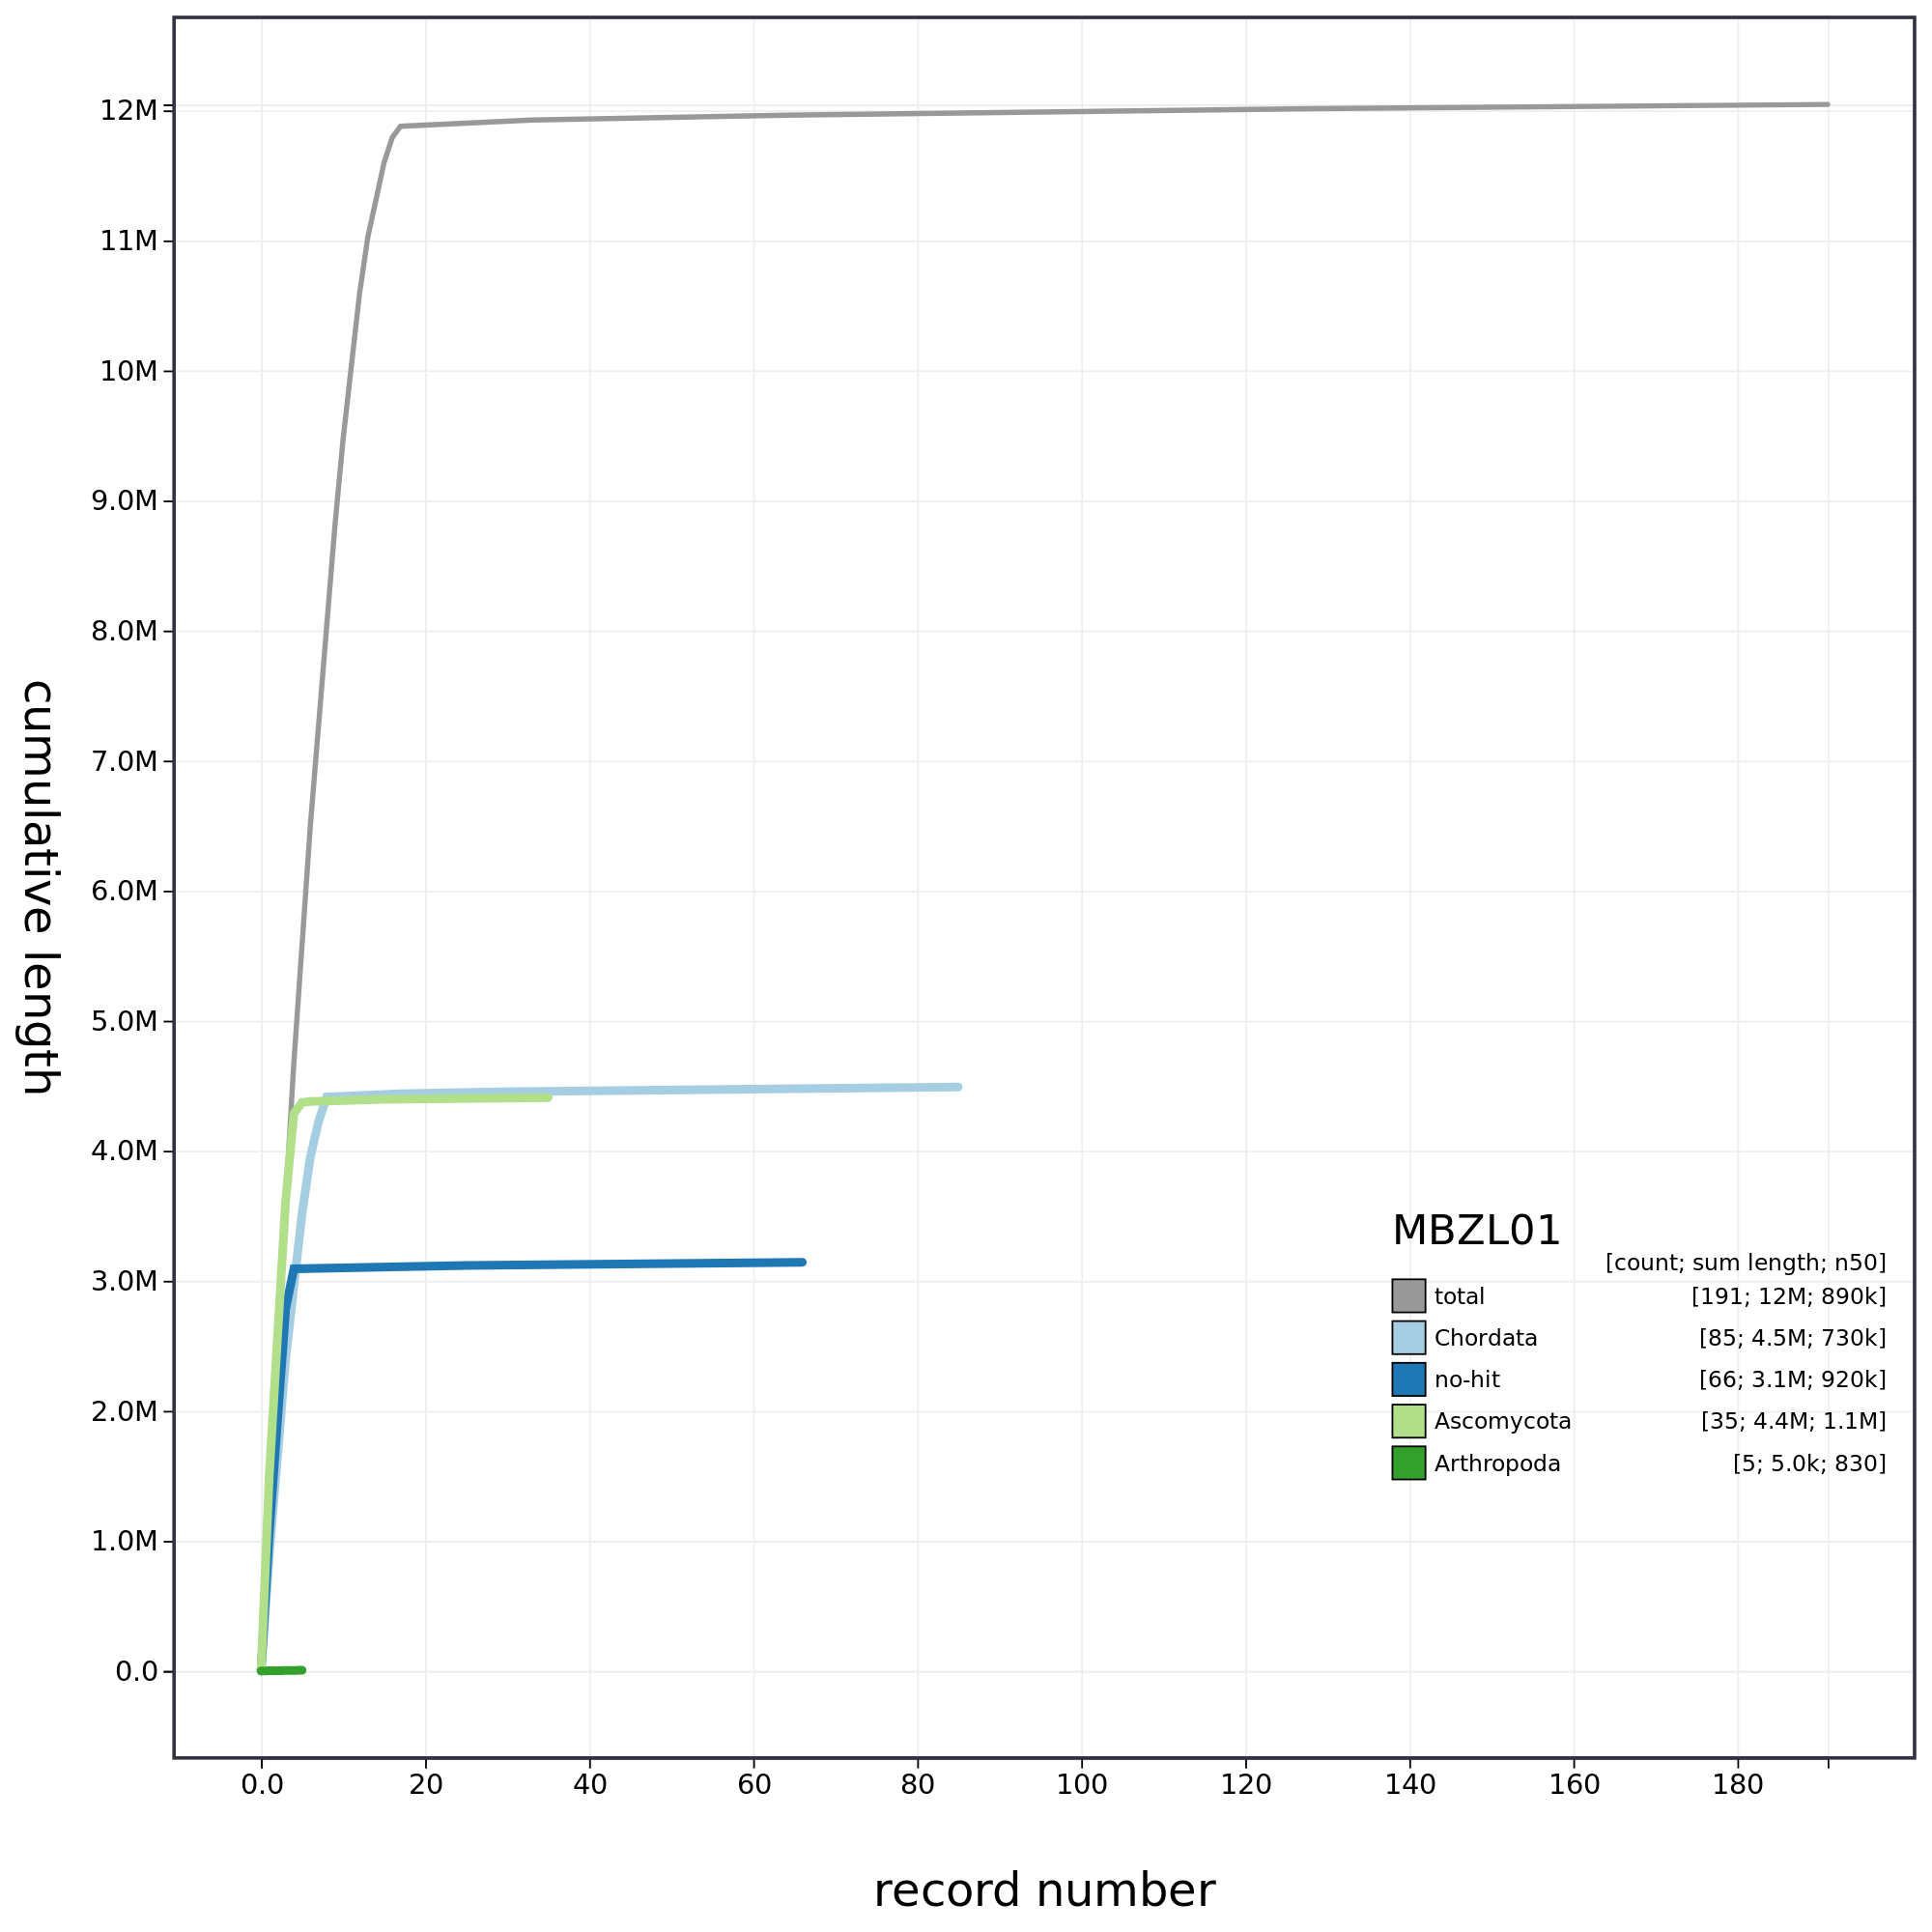 12M
11M
10M
9.0M
8.0M
7.0M
6.0M
5.0M
4.0M
3.0M
2.0M
1.0M
0.0
cumulative length
MBZL01
[count; sum length; n50]
total [191; 12M; 890k]
Chordata [85; 4.5M; 730k]
no-hit [66; 3.1M; 920k]
Ascomycota [35; 4.4M; 1.1M]
Arthropoda [5; 5.0k; 830]
0.0 20 40 60 80 100 120 140 160 180
record number